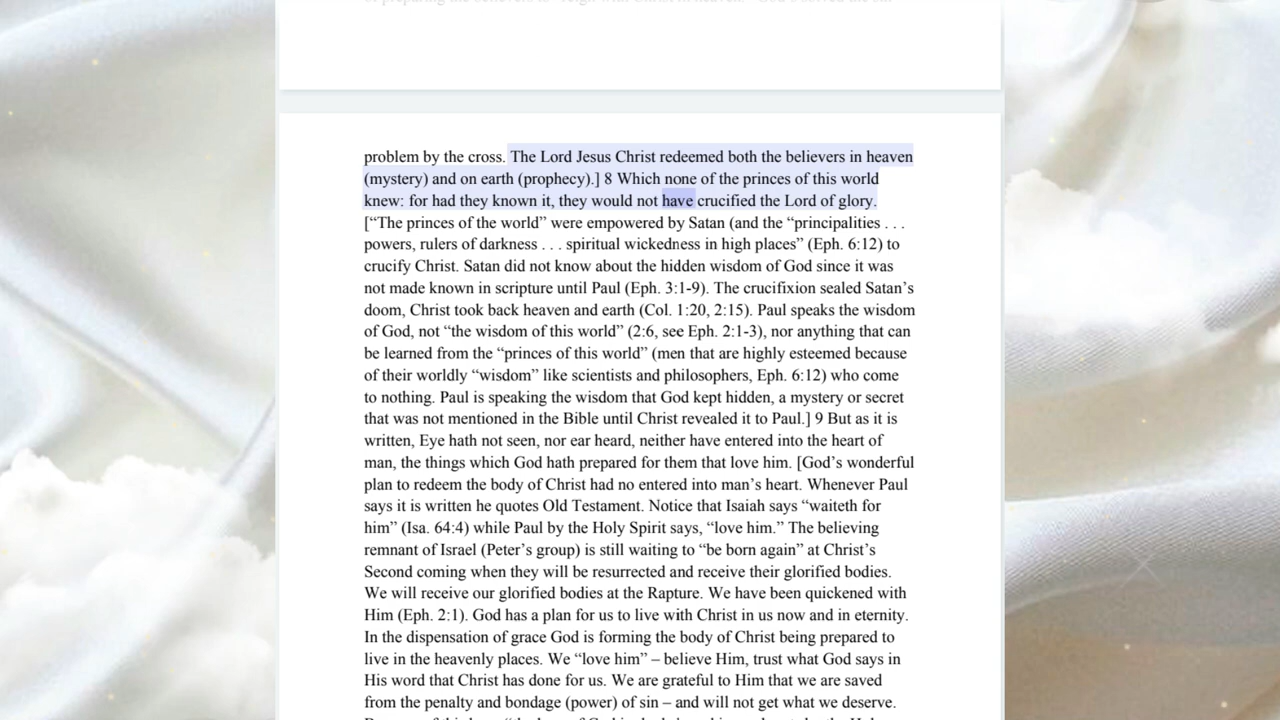 problem by the cross. The Lord Jesus Christ redeemed both the believers in heaven
(mystery) and on earth (prophecy).] 8 Which none of the princes of this world
knew: for had they known it, they would not have crucified the Lord of glory.
[“The princes of the world” were empowered by Satan (and the “principalities . . .
powers, rulers of darkness . . . spiritual wickedness in high places” (Eph. 6:12) to
crucify Christ. Satan did not know about the hidden wisdom of God since it was
not made known in scripture until Paul (Eph. 3:1-9). The crucifixion sealed Satan’s
doom, Christ took back heaven and earth (Col. 1:20, 2:15). Paul speaks the wisdom
of God, not “the wisdom of this world” (2:6, see Eph. 2:1-3), nor anything that can
be learned from the “princes of this world” (men that are highly esteemed because
of their worldly “wisdom” like scientists and philosophers, Eph. 6:12) who come
to nothing. Paul is speaking the wisdom that God kept hidden, a mystery or secret
that was not mentioned in the Bible until Christ revealed it to Paul.] 9 But as it is
written, Eye hath not seen, nor ear heard, neither have entered into the heart of
man, the things which God hath prepared for them that love him. [God’s wonderful
plan to redeem the body of Christ had no entered into man’s heart. Whenever Paul
says it is written he quotes Old Testament. Notice that Isaiah says “waiteth for
him” (Isa. 64:4) while Paul by the Holy Spirit says, “love him.” The believing
remnant of Israel (Peter’s group) is still waiting to “be born again” at Christ’s
Second coming when they will be resurrected and receive their glorified bodies.
We will receive our glorified bodies at the Rapture. We have been quickened with
Him (Eph. 2:1). God has a plan for us to live with Christ in us now and in eternity.
In the dispensation of grace God is forming the body of Christ being prepared to
live in the heavenly places. We “love him” – believe Him, trust what God says in
His word that Christ has done for us. We are grateful to Him that we are saved
from the penalty and bondage (power) of sin – and will not get what we deserve.